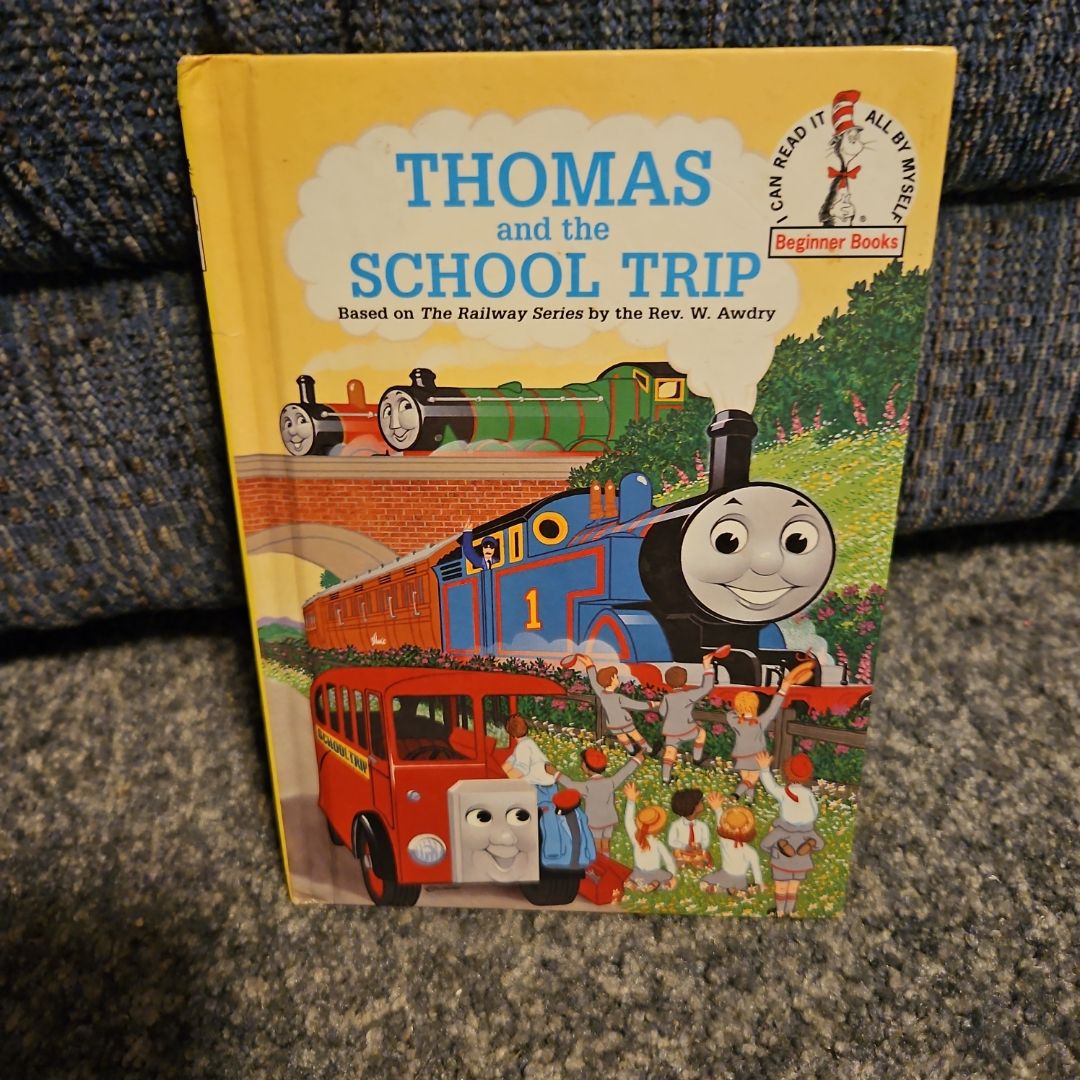 THOMAS
and the
SCHOOL TRIP
Based on The Railway Series by the Rev. W. Awdry
I CAN READ IT ALL BY MYSELF
®
Beginner Books
1
SCHOOL TRIP